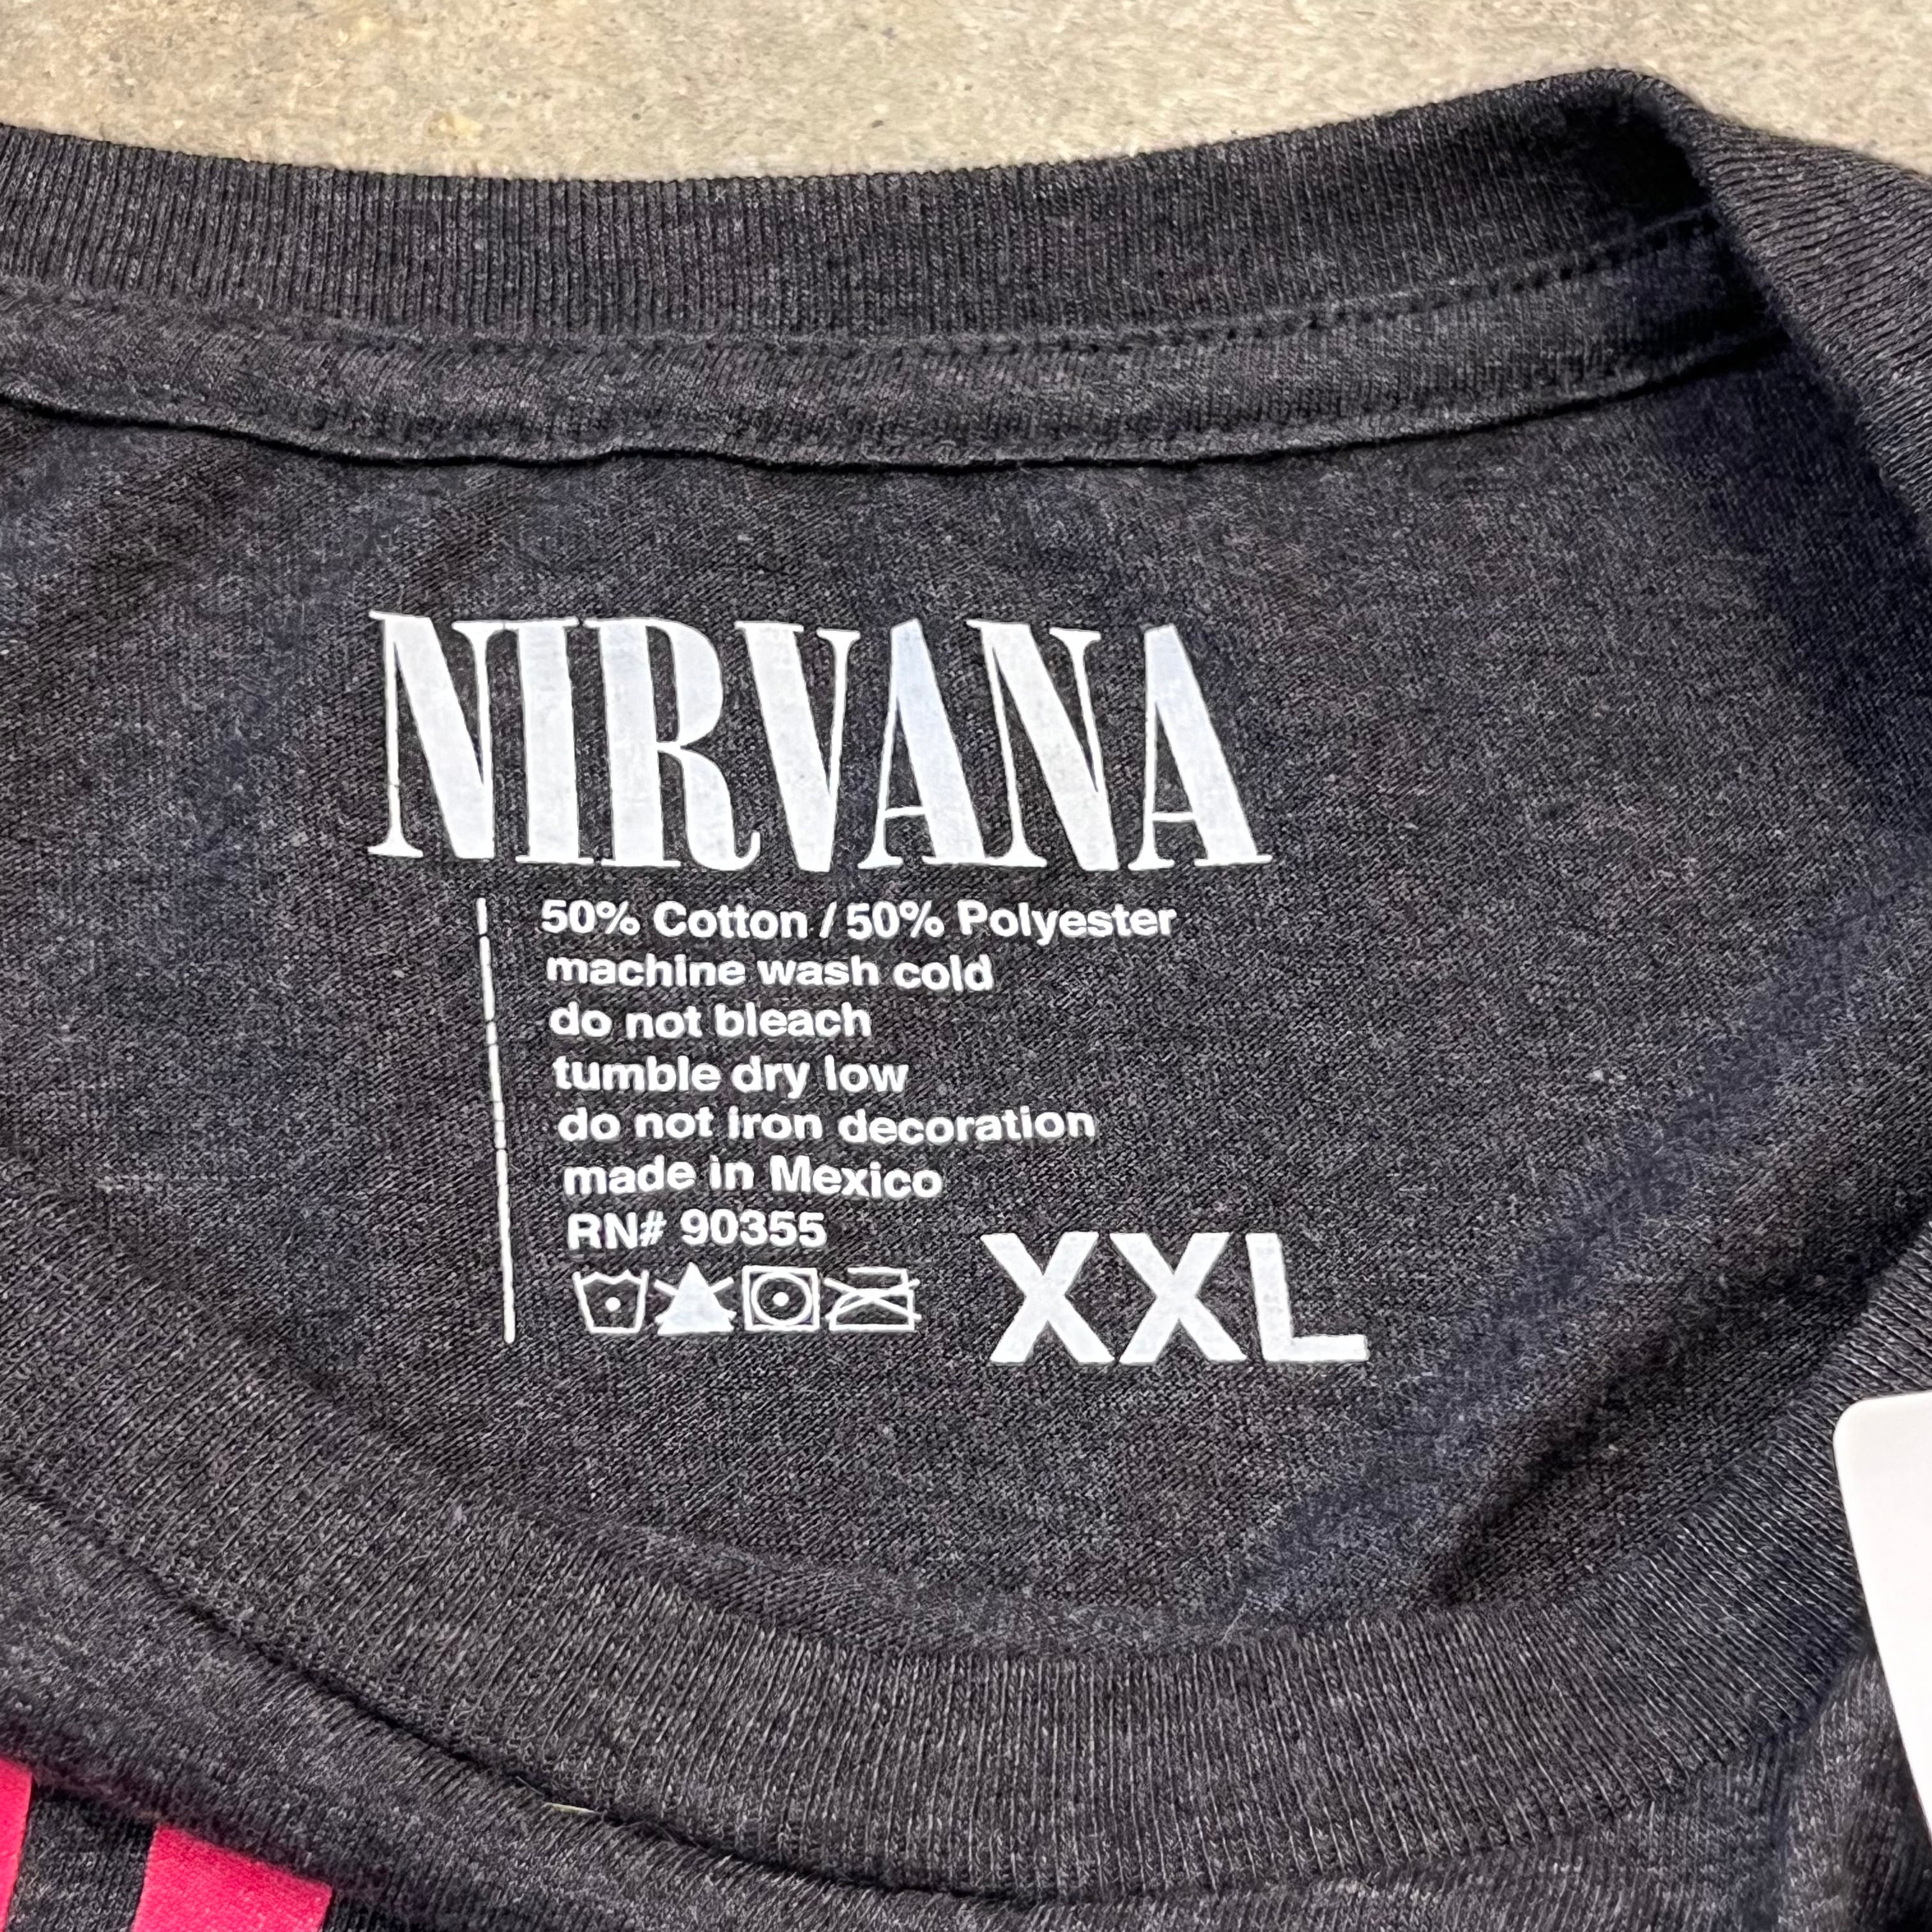 NIRVANA
50% Cotton / 50% Polyester
machine wash cold
do not bleach
tumble dry low
do not iron decoration
made in Mexico
RN# 90355
XXL